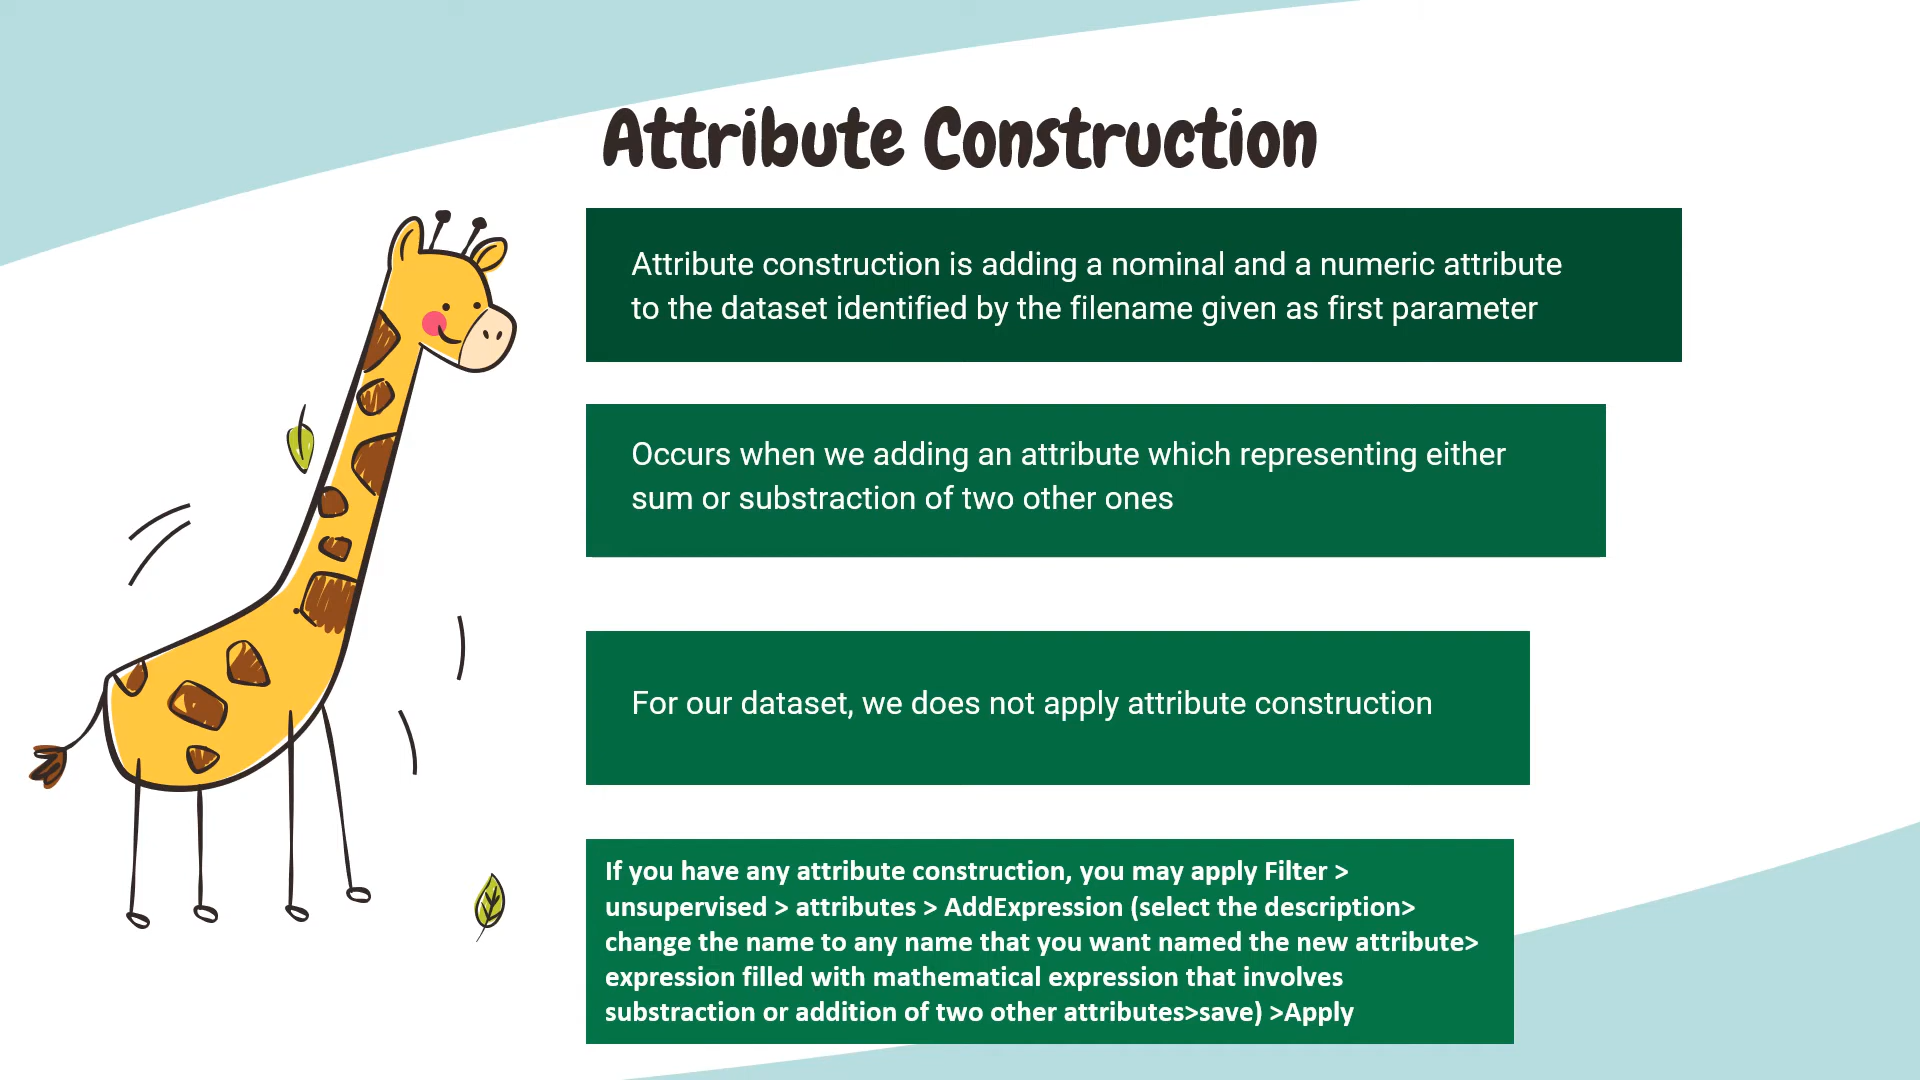 Attribute Construction
Attribute construction is adding a nominal and a numeric attribute
to the dataset identified by the filename given as first parameter
Occurs when we adding an attribute which representing either
sum or substraction of two other ones
For our dataset, we does not apply attribute construction
If you have any attribute construction, you may apply Filter >
unsupervised > attributes > AddExpression (select the description>
change the name to any name that you want named the new attribute>
expression filled with mathematical expression that involves
substraction or addition of two other attributes>save) >Apply